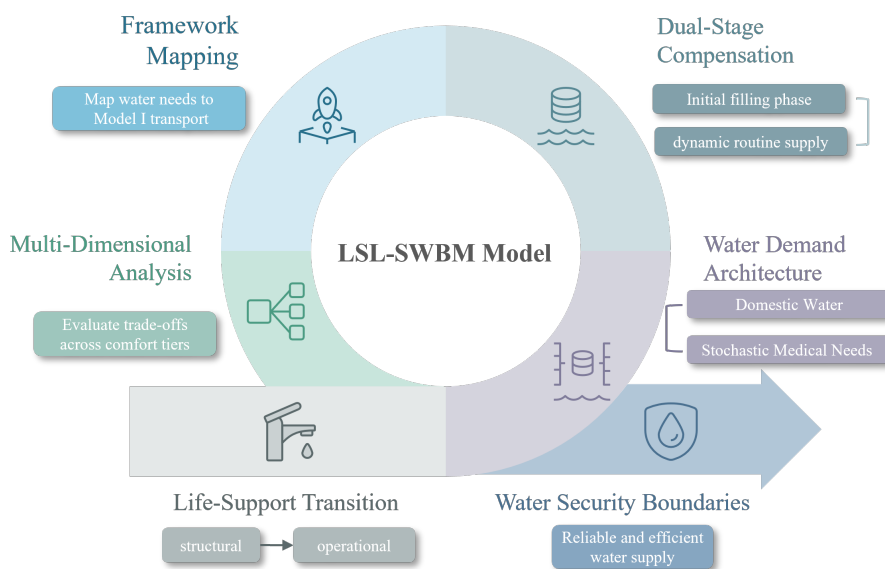 Framework
Mapping
Map water needs to
Model I transport
Dual-Stage
Compensation
Initial filling phase
dynamic routine supply
Multi-Dimensional
Analysis
Evaluate trade-offs
across comfort tiers
LSL-SWBM Model
Water Demand
Architecture
Domestic Water
Stochastic Medical Needs
Life-Support Transition
structural
operational
Water Security Boundaries
Reliable and efficient
water supply